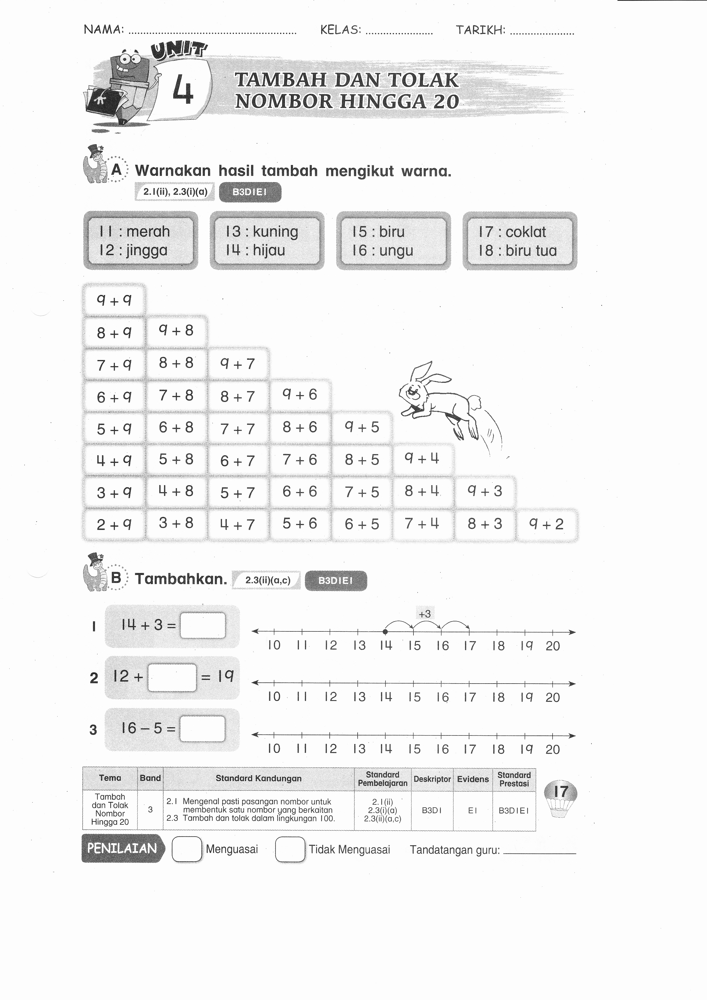 NAMA: ........................................................ KELAS: ...................... TARIKH: ......................
UNIT
4
TAMBAH DAN TOLAK
NOMBOR HINGGA 20
A Warnakan hasil tambah mengikut warna.
2.1(ii), 2.3(i)(a) B3D1E1
11 : merah
12 : jingga
13 : kuning
14 : hijau
15 : biru
16 : ungu
17 : coklat
18 : biru tua
9 + 9
8 + 9 9 + 8
7 + 9 8 + 8 9 + 7
6 + 9 7 + 8 8 + 7 9 + 6
5 + 9 6 + 8 7 + 7 8 + 6 9 + 5
4 + 9 5 + 8 6 + 7 7 + 6 8 + 5 9 + 4
3 + 9 4 + 8 5 + 7 6 + 6 7 + 5 8 + 4 9 + 3
2 + 9 3 + 8 4 + 7 5 + 6 6 + 5 7 + 4 8 + 3 9 + 2
B Tambahkan. 2.3(ii)(a,c) B3D1E1
+3
1 14 + 3 =
10 11 12 13 14 15 16 17 18 19 20
2 12 + = 19
10 11 12 13 14 15 16 17 18 19 20
3 16 – 5 =
10 11 12 13 14 15 16 17 18 19 20
Tema Band Standard Kandungan Standard Pembelajaran Deskriptor Evidens Standard Prestasi
Tambah
dan Tolak
Nombor
Hingga 20
3
2.1 Mengenal pasti pasangan nombor untuk
membentuk satu nombor yang berkaitan
2.3 Tambah dan tolak dalam lingkungan 100.
2.1(ii)
2.3(i)(a)
2.3(ii)(a,c)
B3D1
E1
B3D1E1
17
PENILAIAN Menguasai Tidak Menguasai Tandatangan guru: